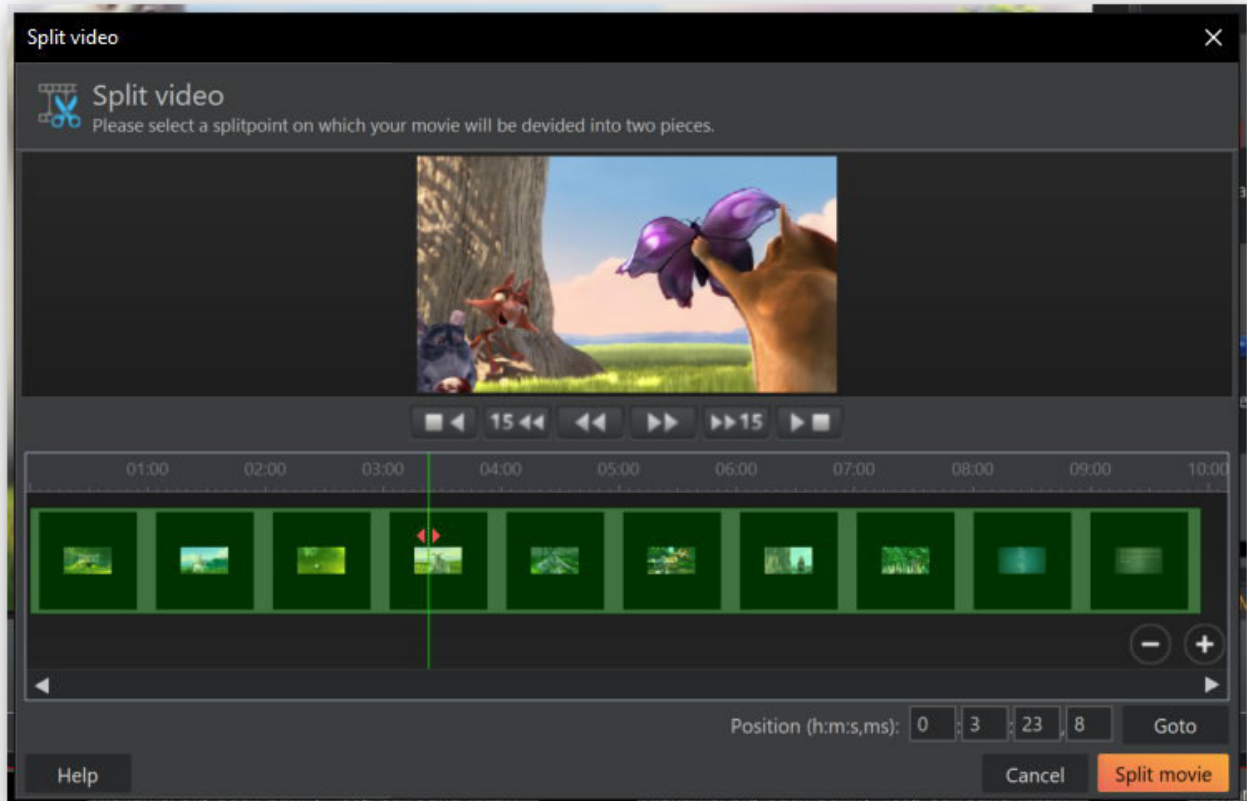 Split video
Split video
Please select a splitpoint on which your movie will be devided into two pieces.
15 15
01:00 02:00 03:00 04:00 05:00 06:00 07:00 08:00 09:00 10:00
Position (h:m:s,ms): 0 : 3 : 23 , 8 Goto
Help Cancel Split movie